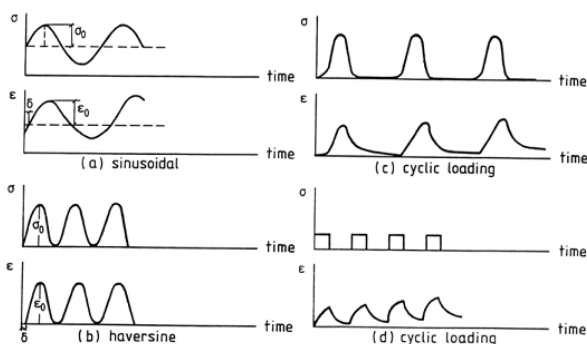 σ
σ₀
time
ε
δ
ε₀
time
(a) sinusoidal
σ
σ₀
time
ε
ε₀
time
δ
(b) haversine
σ
time
ε
time
(c) cyclic loading
σ
time
ε
time
(d) cyclic loading